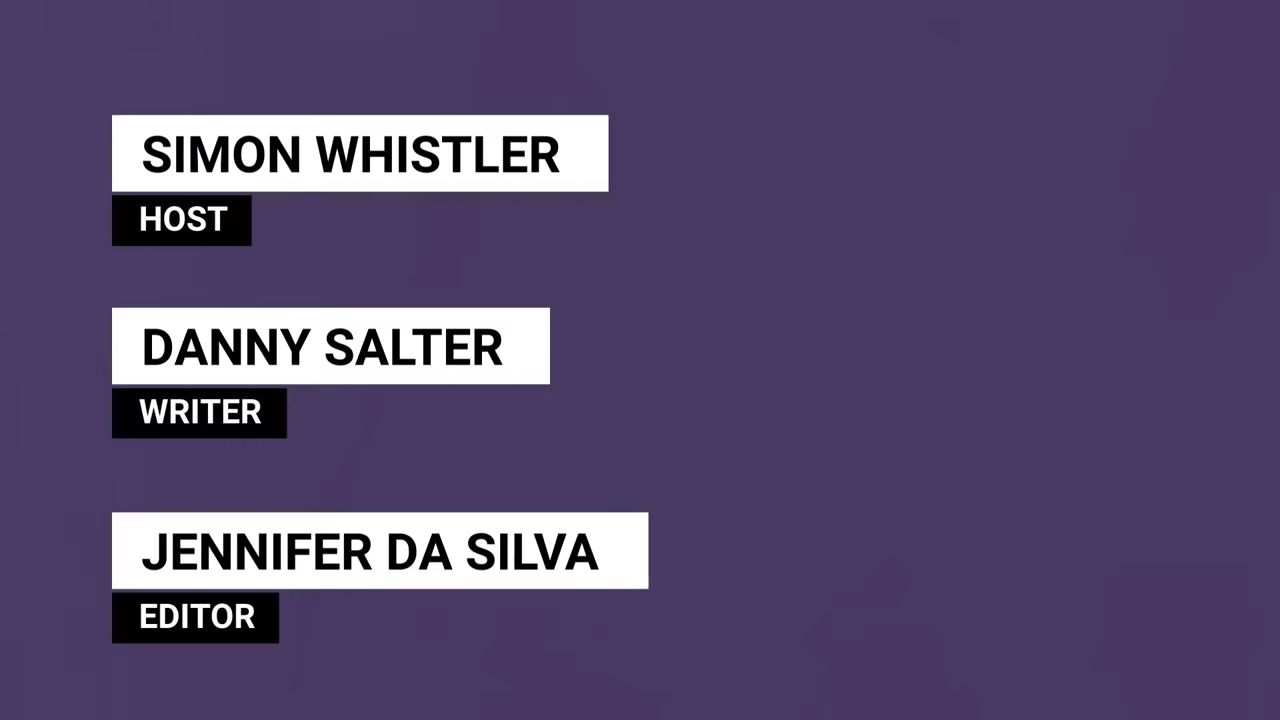 SIMON WHISTLER
HOST
DANNY SALTER
WRITER
JENNIFER DA SILVA
EDITOR